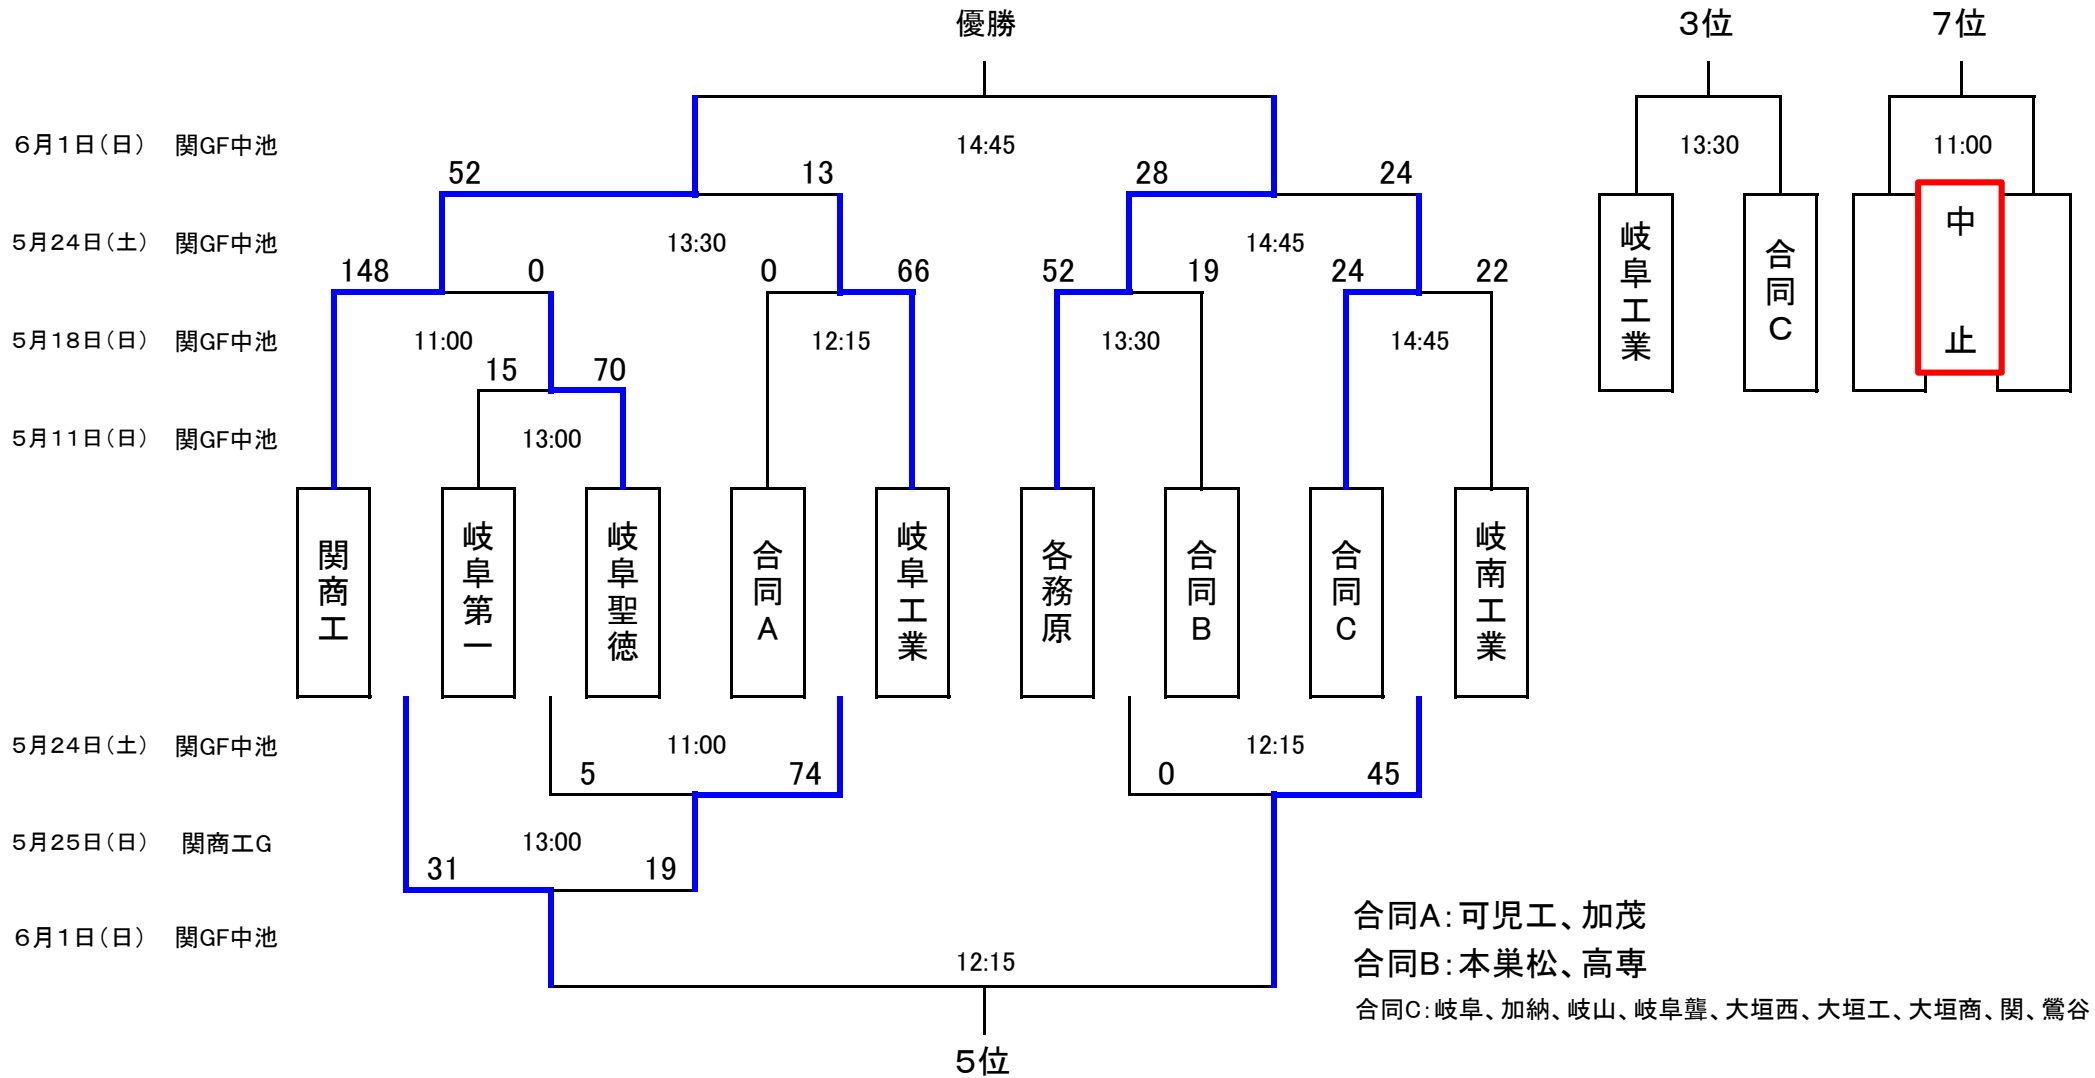 優勝
3位
7位
6月1日(日) 関GF中池
14:45
13:30
11:00
52
13
28
24
5月24日(土) 関GF中池
13:30
14:45
148
0
0
66
52
19
24
22
5月18日(日) 関GF中池
11:00
12:15
13:30
14:45
15
70
5月11日(日) 関GF中池
13:00
岐阜工業
合同C
中止
関商工
岐阜第一
岐阜聖徳
合同A
岐阜工業
各務原
合同B
合同C
岐南工業
5月24日(土) 関GF中池
11:00
12:15
5
74
0
45
5月25日(日) 関商工G
13:00
31
19
6月1日(日) 関GF中池
12:15
5位
合同A:可児工、加茂
合同B:本巣松、高専
合同C:岐阜、加納、岐山、岐阜聾、大垣西、大垣工、大垣商、関、鶯谷